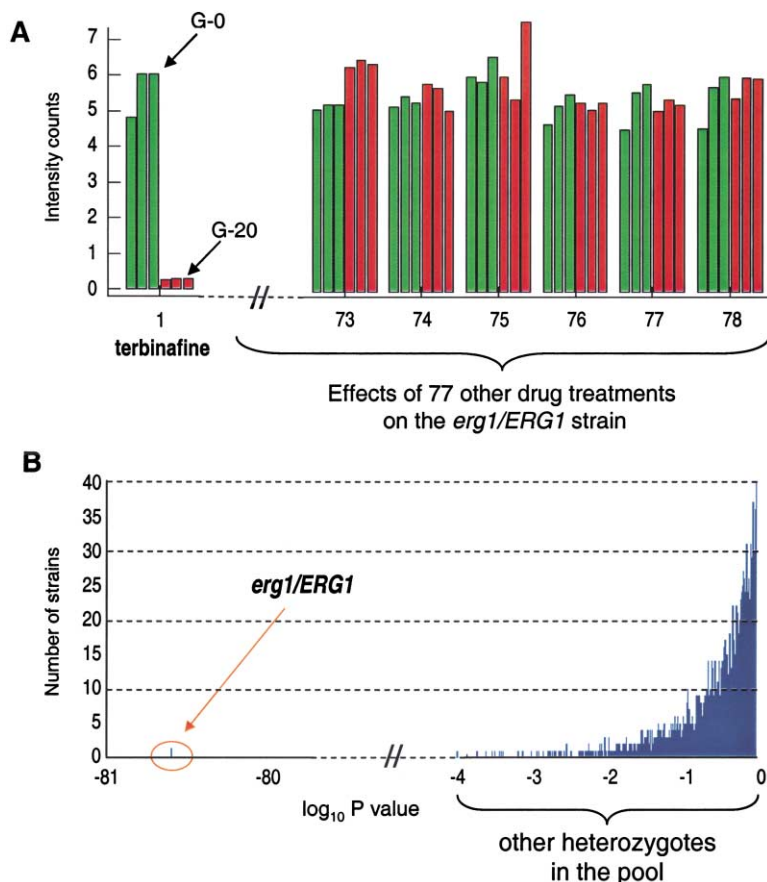 A
G-0
7
6
5
4
3
2
1
0
Intensity counts
G-20
1
73
74
75
76
77
78
terbinafine
Effects of 77 other drug treatments
on the erg1/ERG1 strain
B
40
35
30
25
20
15
10
5
0
Number of strains
erg1/ERG1
-81
-80
-4
-3
-2
-1
0
log10 P value
other heterozygotes
in the pool